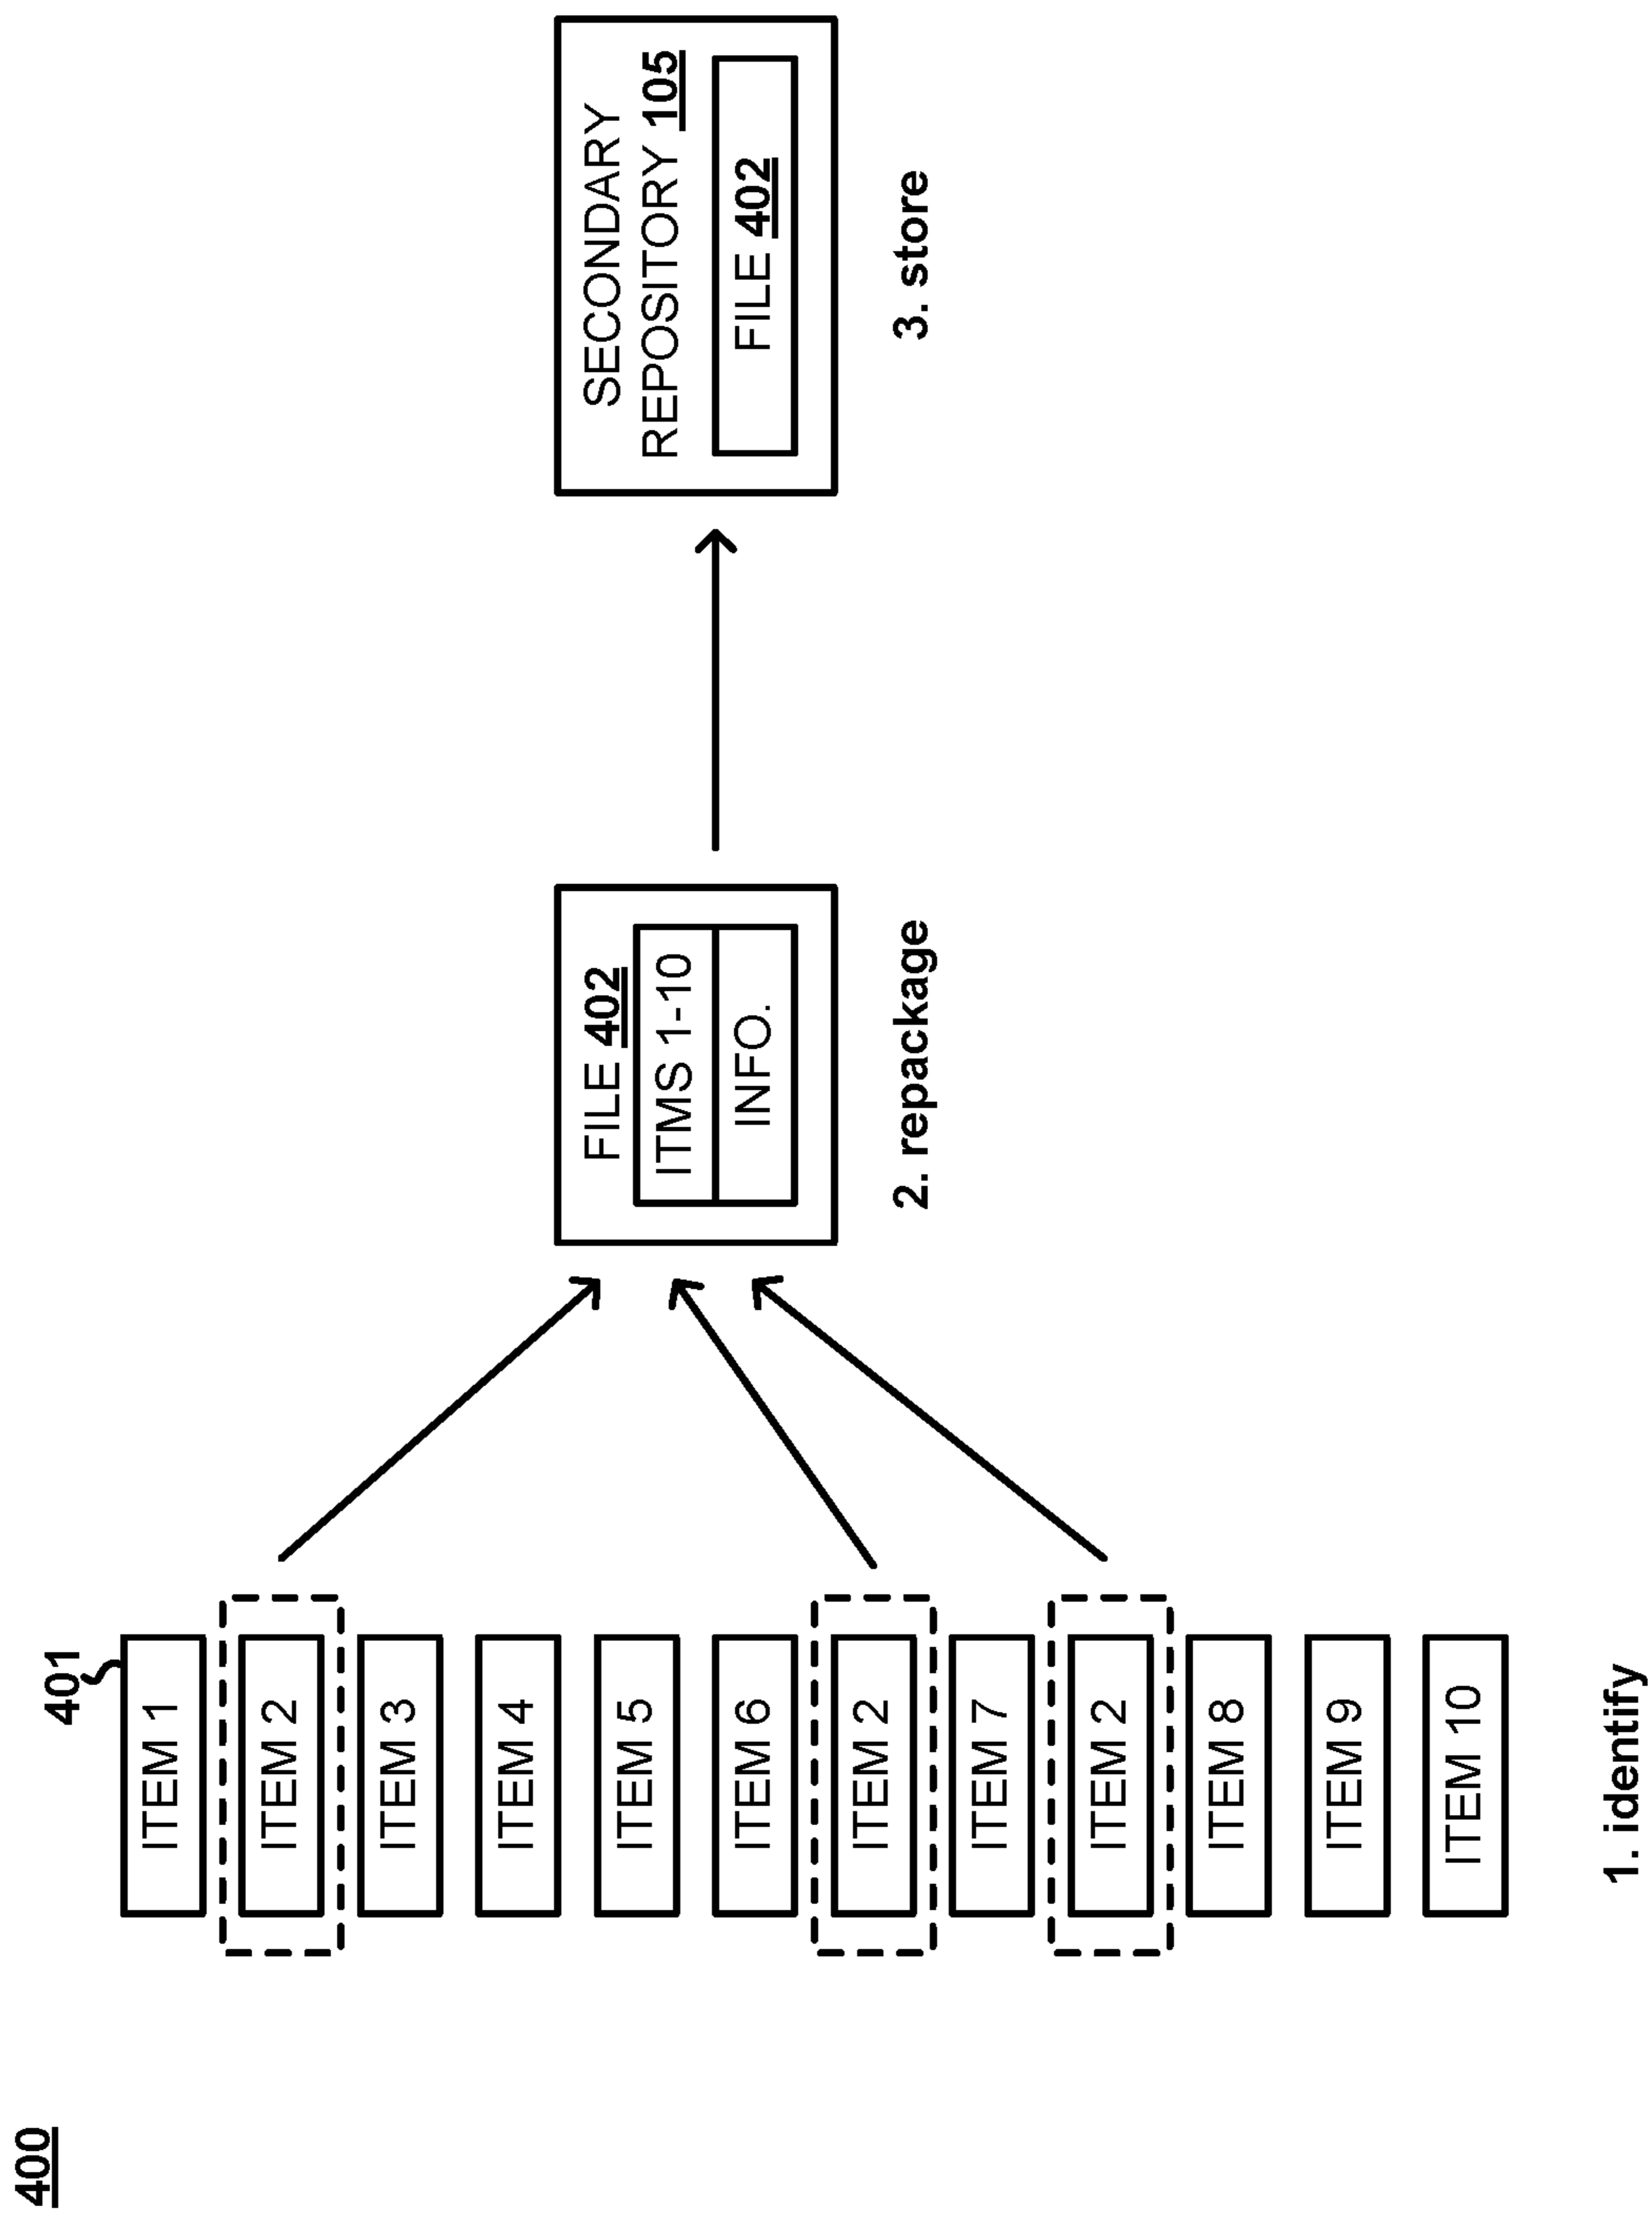 400
401
ITEM 1
ITEM 2
ITEM 3
ITEM 4
ITEM 5
ITEM 6
ITEM 2
ITEM 7
ITEM 2
ITEM 8
ITEM 9
ITEM 10
1. identify
FILE 402
ITMS 1-10
INFO.
2. repackage
SECONDARY
REPOSITORY 105
FILE 402
3. store